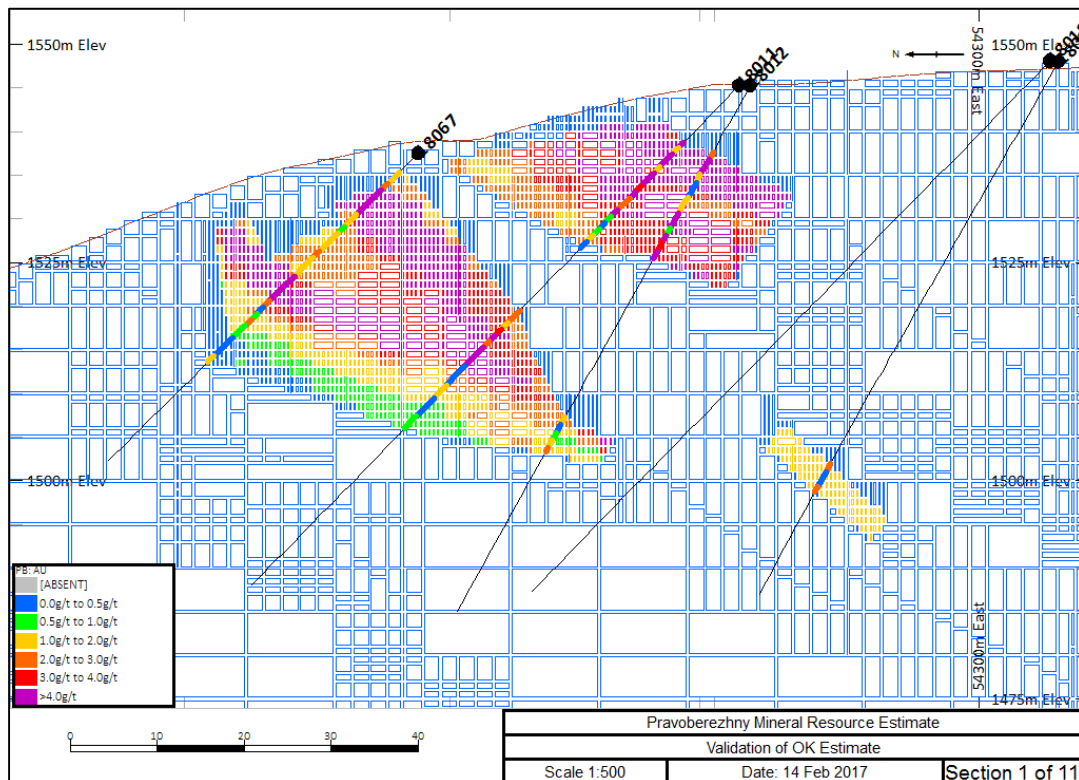 1550m Elev
54300m East
1550m Elev
N
18011
18012
18067
1525m Elev
1525m Elev
1500m Elev
1500m Elev
54300m East
1475m Elev
PB: AU
[ABSENT]
0.0g/t to 0.5g/t
0.5g/t to 1.0g/t
1.0g/t to 2.0g/t
2.0g/t to 3.0g/t
3.0g/t to 4.0g/t
>4.0g/t
0 10 20 30 40
Pravoberezhny Mineral Resource Estimate
Validation of OK Estimate
Scale 1:500 Date: 14 Feb 2017 Section 1 of 11